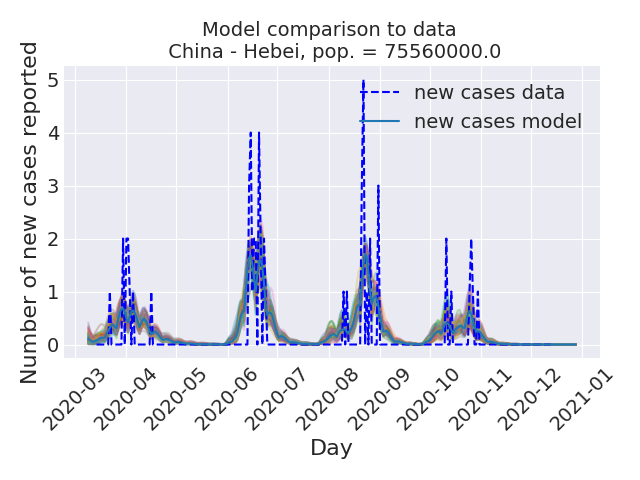 Model comparison to data
China - Hebei, pop. = 75560000.0
Number of new cases reported
5
4
3
2
1
0
new cases data
new cases model
2020-03
2020-04
2020-05
2020-06
2020-07
2020-08
2020-09
2020-10
2020-11
2020-12
2021-01
Day